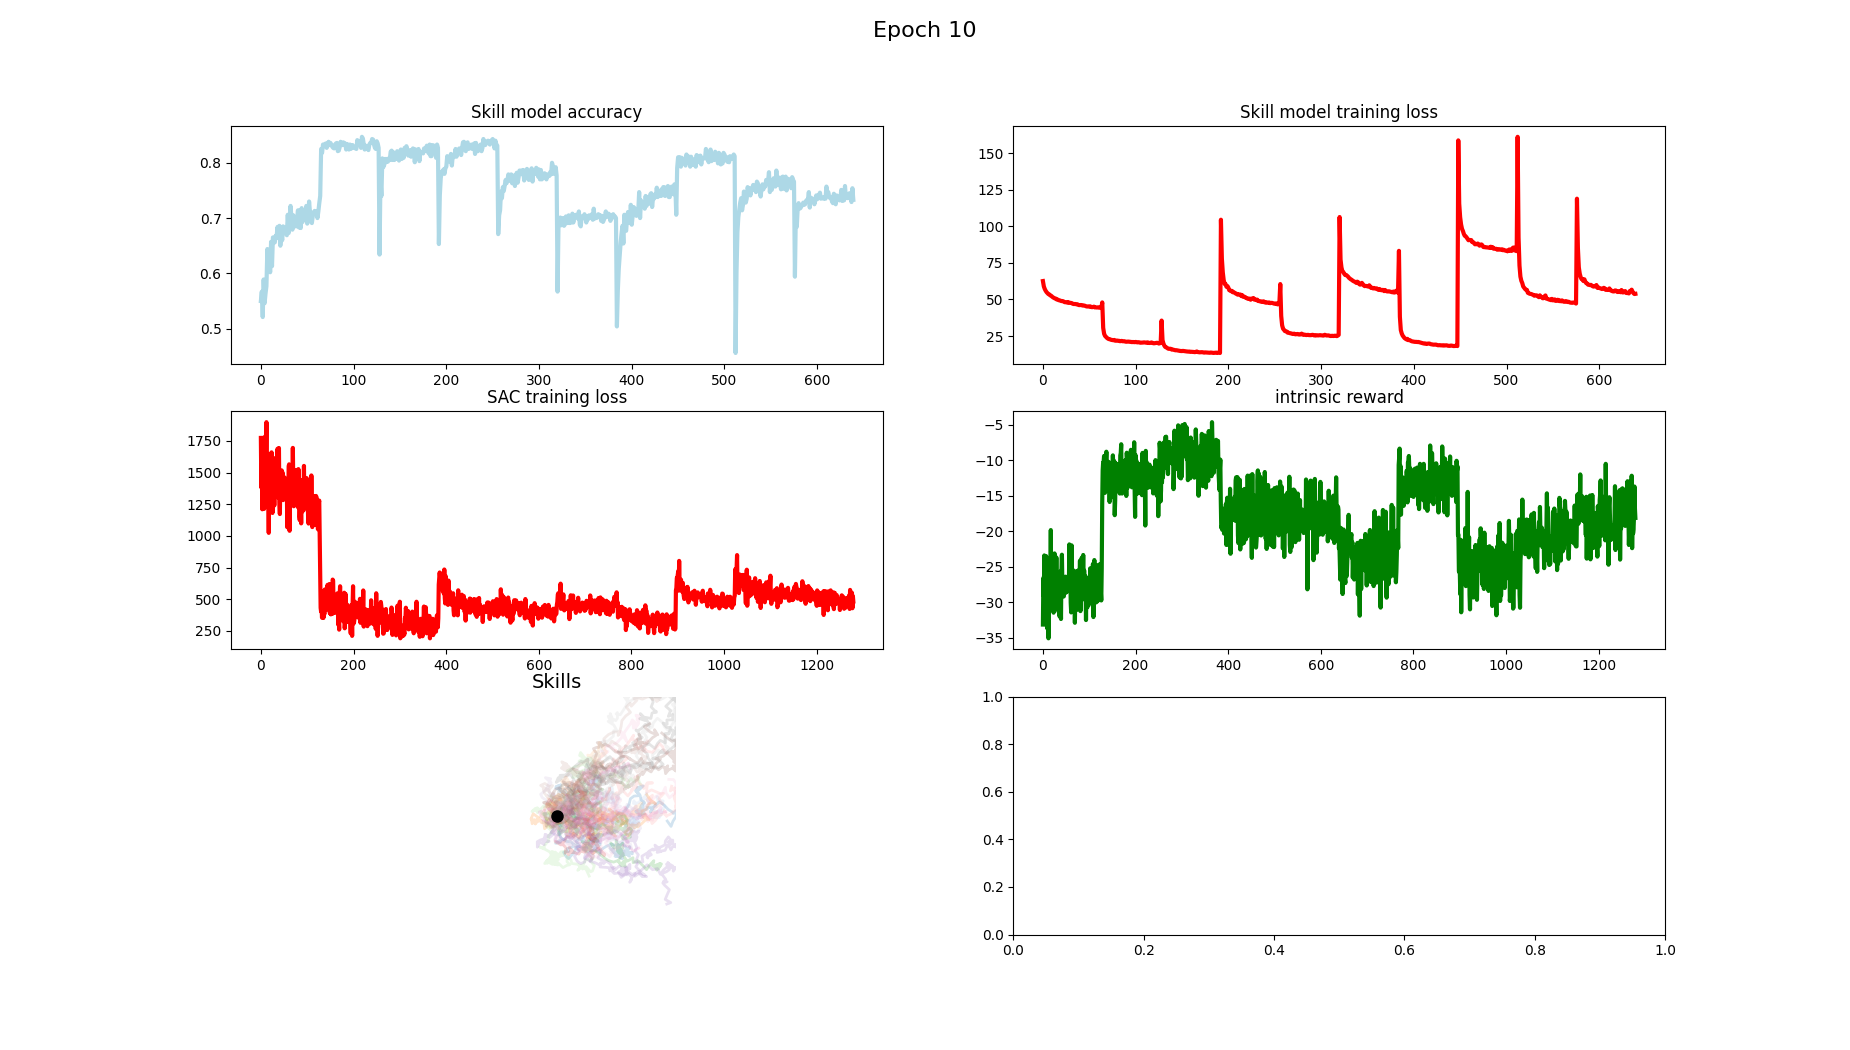 Epoch 10
Skill model accuracy
0.8
0.7
0.6
0.5
0 100 200 300 400 500 600
Skill model training loss
150
125
100
75
50
25
0 100 200 300 400 500 600
SAC training loss
1750
1500
1250
1000
750
500
250
0 200 400 600 800 1000 1200
intrinsic reward
−5
−10
−15
−20
−25
−30
−35
0 200 400 600 800 1000 1200
Skills
1.0
0.8
0.6
0.4
0.2
0.0
0.0 0.2 0.4 0.6 0.8 1.0